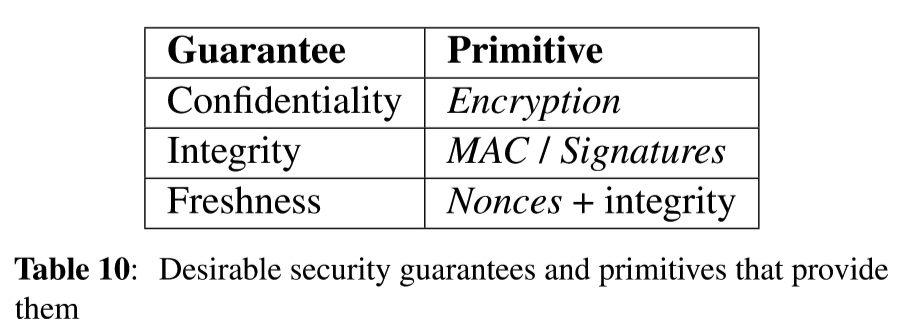 Guarantee Primitive
Confidentiality Encryption
Integrity MAC / Signatures
Freshness Nonces + integrity
Table 10: Desirable security guarantees and primitives that provide
them